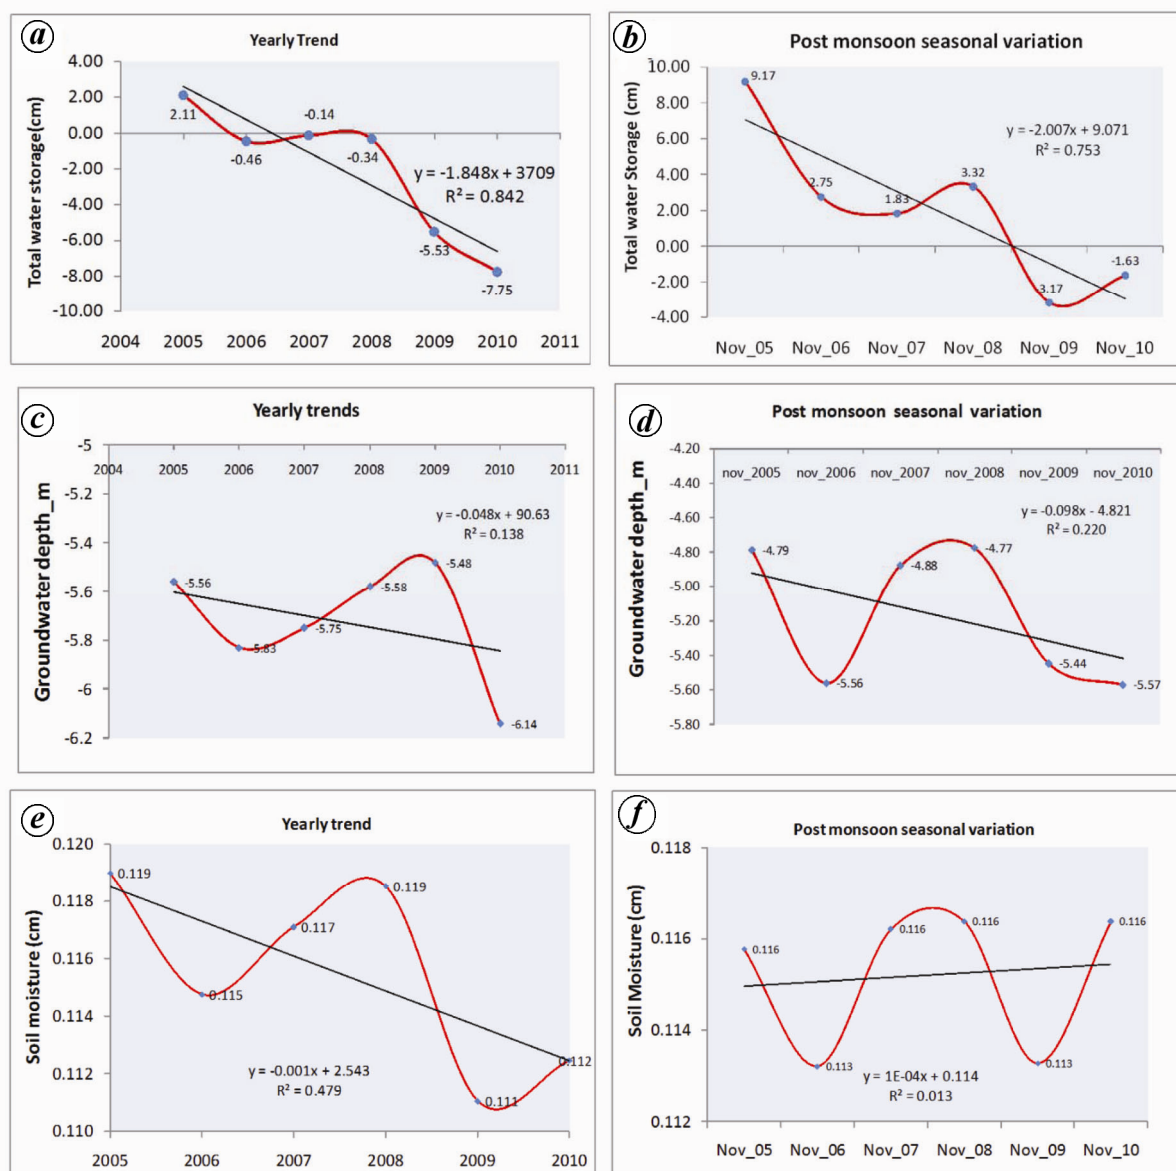 a
Yearly Trend
Total water storage(cm)
4.00
2.00
0.00
-2.00
-4.00
-6.00
-8.00
-10.00
2.11
-0.46
-0.14
-0.34
-5.53
-7.75
y = -1.848x + 3709
R² = 0.842
2004 2005 2006 2007 2008 2009 2010 2011
b
Post monsoon seasonal variation
Total water Storage (cm)
10.00
8.00
6.00
4.00
2.00
0.00
-2.00
-4.00
9.17
2.75
1.83
3.32
3.17
-1.63
y = -2.007x + 9.071
R² = 0.753
Nov_05 Nov_06 Nov_07 Nov_08 Nov_09 Nov_10
c
Yearly trends
Groundwater depth_m
-5
-5.2
-5.4
-5.6
-5.8
-6
-6.2
2004 2005 2006 2007 2008 2009 2010 2011
y = -0.048x + 90.63
R² = 0.138
-5.56
-5.83
-5.75
-5.58
-5.48
-6.14
d
Post monsoon seasonal variation
Groundwater depth_m
-4.20
-4.40
-4.60
-4.80
-5.00
-5.20
-5.40
-5.60
-5.80
nov_2005 nov_2006 nov_2007 nov_2008 nov_2009 nov_2010
y = -0.098x - 4.821
R² = 0.220
-4.79
-5.56
-4.88
-4.77
-5.44
-5.57
e
Yearly trend
Soil moisture (cm)
0.120
0.118
0.116
0.114
0.112
0.110
0.119
0.115
0.117
0.119
0.111
0.112
y = -0.001x + 2.543
R² = 0.479
2005 2006 2007 2008 2009 2010
f
Post monsoon seasonal variation
Soil Moisture (cm)
0.118
0.116
0.114
0.112
0.116
0.113
0.116
0.116
0.113
0.116
y = 1E-04x + 0.114
R² = 0.013
Nov_05 Nov_06 Nov_07 Nov_08 Nov_09 Nov_10